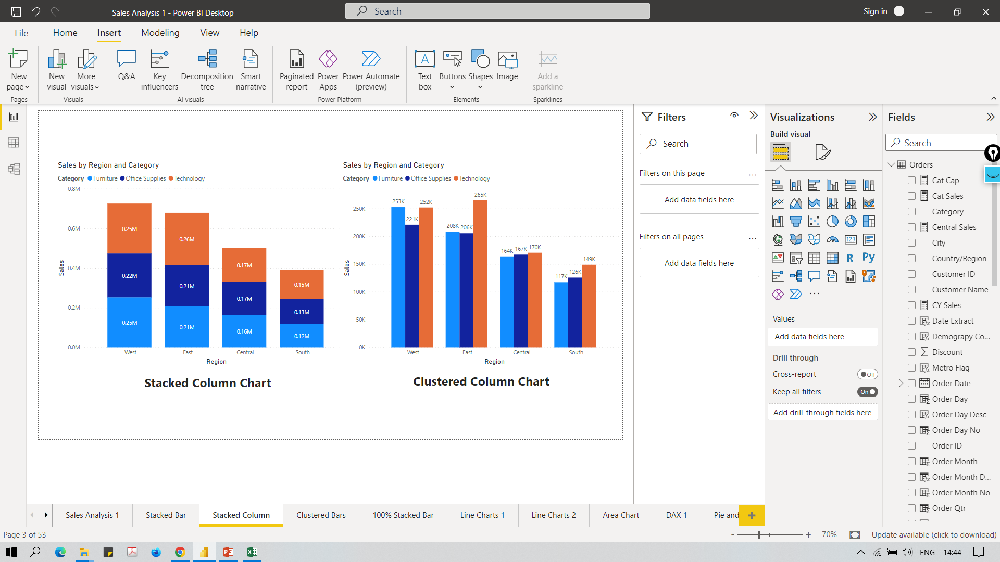 Sales Analysis 1 - Power BI Desktop
Search
Sign in
File
Home
Insert
Modeling
View
Help
New page
New visual
More visuals
Q&A
Key influencers
Decomposition tree
Smart narrative
Paginated report
Power Apps
Power Automate (preview)
Text box
Buttons
Shapes
Image
Add a sparkline
Pages
Visuals
AI visuals
Power Platform
Elements
Sparklines
Sales by Region and Category
Category Furniture Office Supplies Technology
0.8M
0.6M
0.4M
0.2M
0.0M
Sales
0.25M
0.22M
0.25M
0.26M
0.21M
0.21M
0.17M
0.17M
0.16M
0.15M
0.13M
0.12M
West
East
Central
South
Region
Stacked Column Chart
Sales by Region and Category
Category Furniture Office Supplies Technology
250K
200K
150K
100K
50K
0K
Sales
253K
221K
252K
208K
206K
265K
164K
167K
170K
117K
126K
149K
West
East
Central
South
Region
Clustered Column Chart
Filters
Search
Filters on this page
...
Add data fields here
Filters on all pages
...
Add data fields here
Visualizations
Build visual
123
R
Py
...
Values
Add data fields here
Drill through
Cross-report
Off
Keep all filters
On
Add drill-through fields here
Fields
Search
Orders
Cat Cap
Cat Sales
Category
Central Sales
City
Country/Region
Customer ID
Customer Name
CY Sales
Date Extract
Demograpy Co...
Discount
Metro Flag
Order Date
Order Day
Order Day Desc
Order Day No
Order ID
Order Month
Order Month D...
Order Month No
Order Qtr
Sales Analysis 1
Stacked Bar
Stacked Column
Clustered Bars
100% Stacked Bar
Line Charts 1
Line Charts 2
Area Chart
DAX 1
Pie and
Page 3 of 53
70%
Update available (click to download)
ENG
14:44